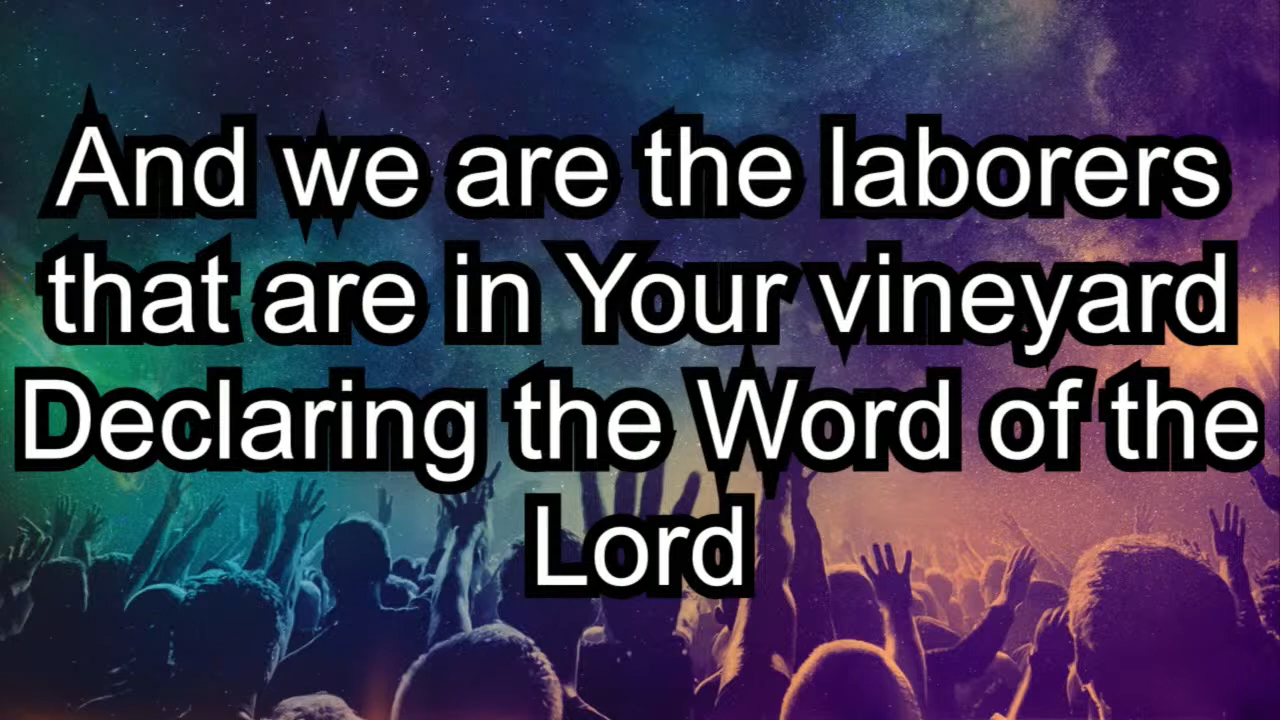 And we are the laborers
that are in Your vineyard
Declaring the Word of the
Lord